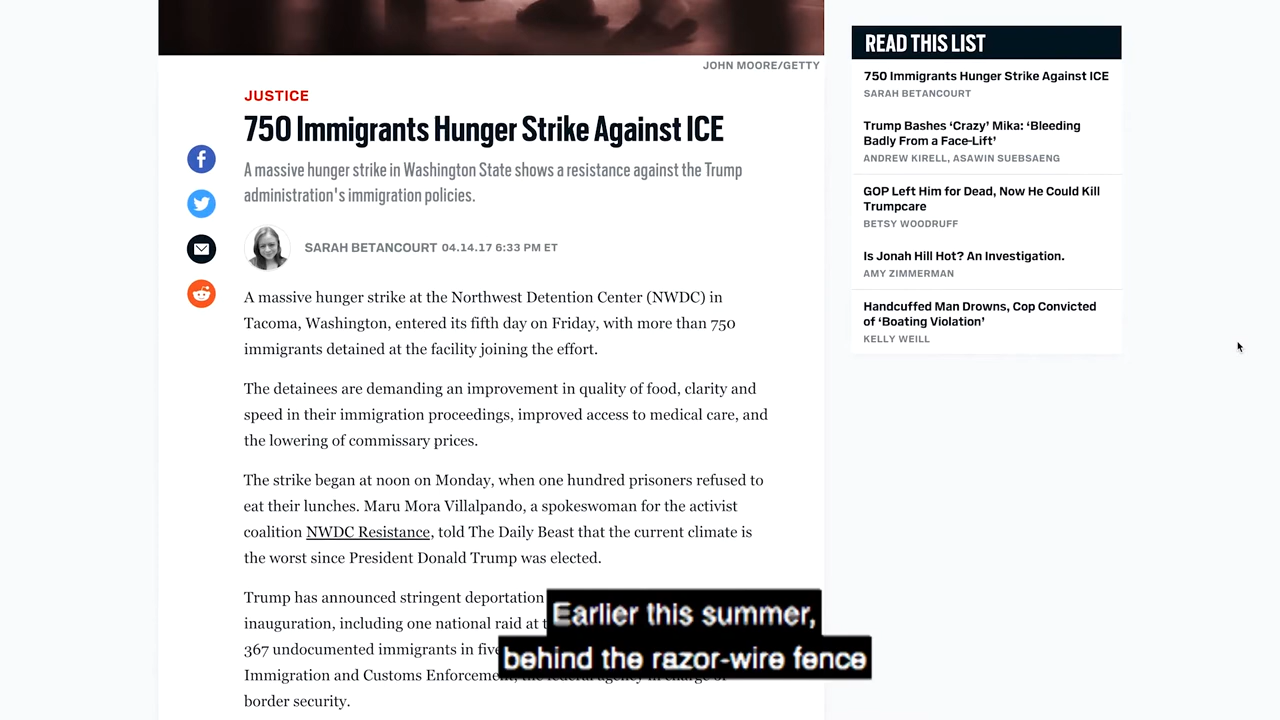 JOHN MOORE/GETTY
JUSTICE
750 Immigrants Hunger Strike Against ICE
A massive hunger strike in Washington State shows a resistance against the Trump
administration's immigration policies.
SARAH BETANCOURT 04.14.17 6:33 PM ET
A massive hunger strike at the Northwest Detention Center (NWDC) in
Tacoma, Washington, entered its fifth day on Friday, with more than 750
immigrants detained at the facility joining the effort.
The detainees are demanding an improvement in quality of food, clarity and
speed in their immigration proceedings, improved access to medical care, and
the lowering of commissary prices.
The strike began at noon on Monday, when one hundred prisoners refused to
eat their lunches. Maru Mora Villalpando, a spokeswoman for the activist
coalition NWDC Resistance, told The Daily Beast that the current climate is
the worst since President Donald Trump was elected.
Trump has announced stringent deportation
inauguration, including one national raid at
367 undocumented immigrants in five
Immigration and Customs Enforcement, the federal agency in charge of
border security.
Earlier this summer,
behind the razor-wire fence
READ THIS LIST
750 Immigrants Hunger Strike Against ICE
SARAH BETANCOURT
Trump Bashes ‘Crazy’ Mika: ‘Bleeding
Badly From a Face-Lift’
ANDREW KIRELL, ASAWIN SUEBSAENG
GOP Left Him for Dead, Now He Could Kill
Trumpcare
BETSY WOODRUFF
Is Jonah Hill Hot? An Investigation.
AMY ZIMMERMAN
Handcuffed Man Drowns, Cop Convicted
of ‘Boating Violation’
KELLY WEILL